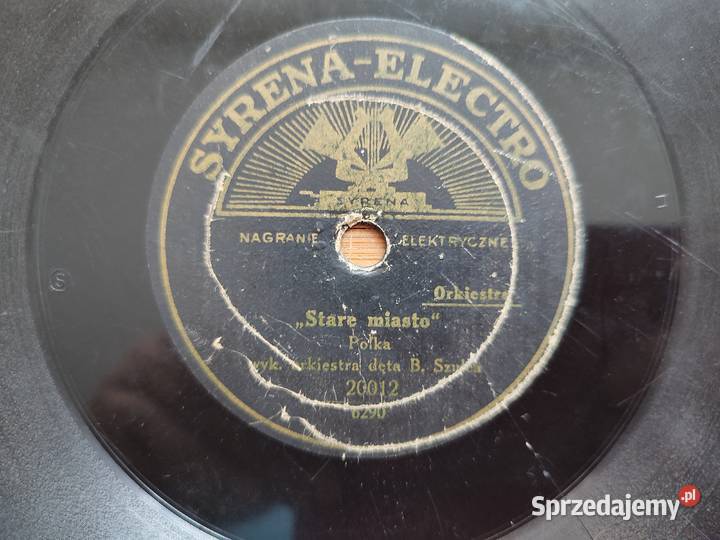 SYRENA-ELECTRO
SYRENA
NAGRANIE ELEKTRYCZNE
Orkiestra
„Stare miasto"
Polka
wyk. orkiestra dęta B.
20012
6290
S
Sprzedajemy.pl